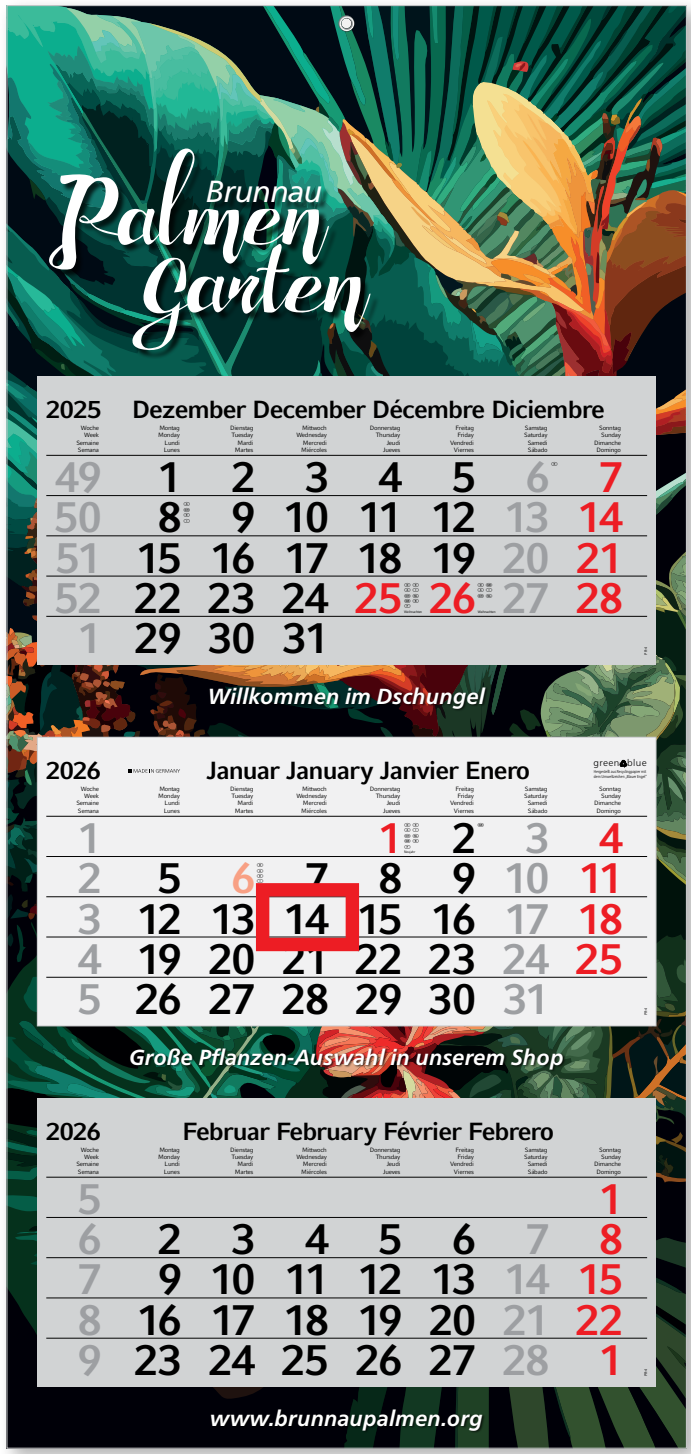 Brunnau
Palmen
Garten
2025 Dezember December Décembre Diciembre
Woche Montag Dienstag Mittwoch Donnerstag Freitag Samstag Sonntag
Week Monday Tuesday Wednesday Thursday Friday Saturday Sunday
Semaine Lundi Mardi Mercredi Jeudi Vendredi Samedi Dimanche
Semana Lunes Martes Miércoles Jueves Viernes Sábado Domingo
49 1 2 3 4 5 6 7
50 8 9 10 11 12 13 14
51 15 16 17 18 19 20 21
52 22 23 24 25 26 27 28
1 29 30 31
Willkommen im Dschungel
2026 MADE IN GERMANY Januar January Janvier Enero green blue
Woche Montag Dienstag Mittwoch Donnerstag Freitag Samstag Sonntag
Week Monday Tuesday Wednesday Thursday Friday Saturday Sunday
Semaine Lundi Mardi Mercredi Jeudi Vendredi Samedi Dimanche
Semana Lunes Martes Miércoles Jueves Viernes Sábado Domingo
1 1 2 3 4
2 5 6 7 8 9 10 11
3 12 13 14 15 16 17 18
4 19 20 21 22 23 24 25
5 26 27 28 29 30 31
Große Pflanzen-Auswahl in unserem Shop
2026 Februar February Février Febrero
Woche Montag Dienstag Mittwoch Donnerstag Freitag Samstag Sonntag
Week Monday Tuesday Wednesday Thursday Friday Saturday Sunday
Semaine Lundi Mardi Mercredi Jeudi Vendredi Samedi Dimanche
Semana Lunes Martes Miércoles Jueves Viernes Sábado Domingo
5 1
6 2 3 4 5 6 7 8
7 9 10 11 12 13 14 15
8 16 17 18 19 20 21 22
9 23 24 25 26 27 28 1
www.brunnaupalmen.org